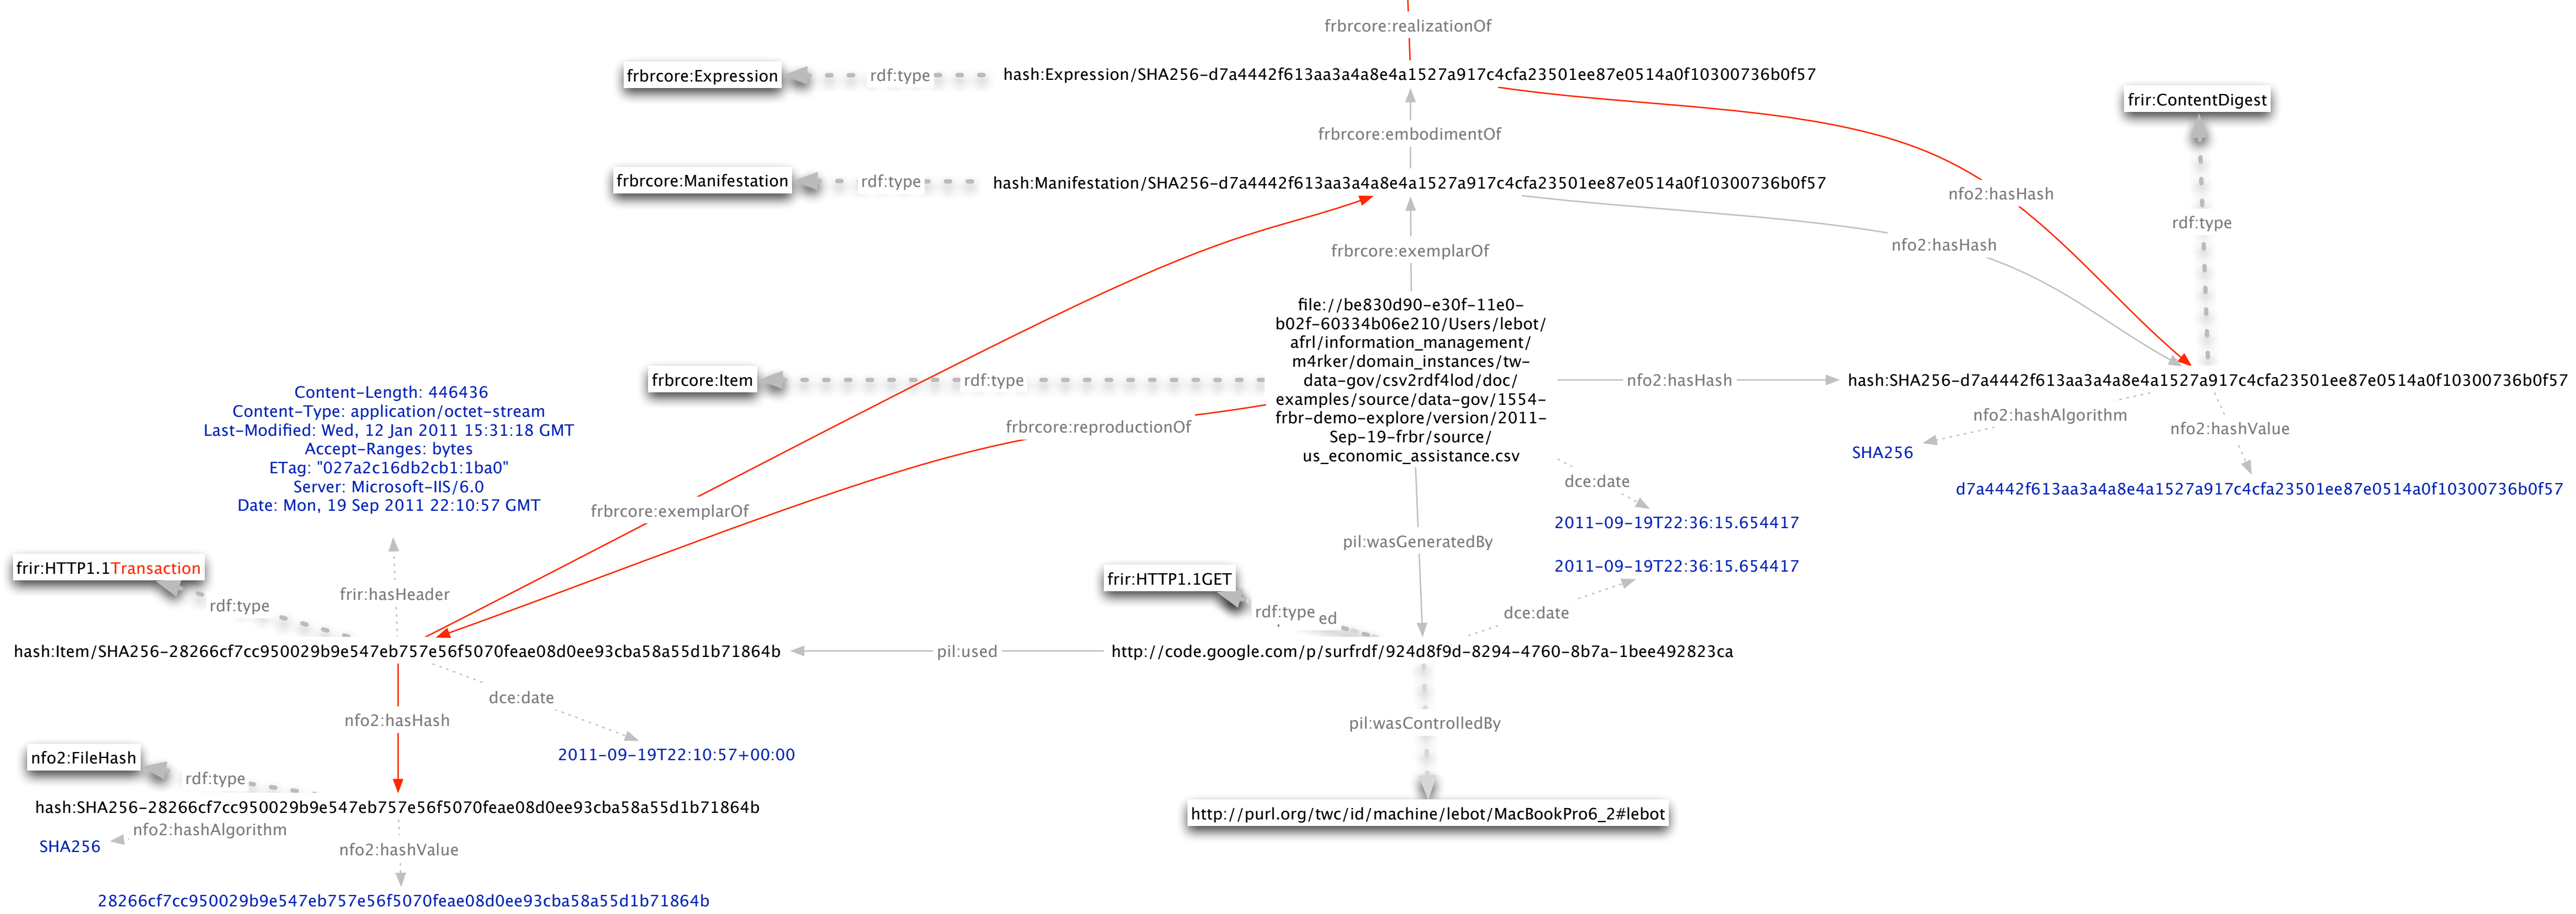 frbrcore:realizationOf
frbrcore:Expression
rdf:type
hash:Expression/SHA256-d7a4442f613aa3a4a8e4a1527a917c4cfa23501ee87e0514a0f10300736b0f57
frir:ContentDigest
frbrcore:embodimentOf
frbrcore:Manifestation
rdf:type
hash:Manifestation/SHA256-d7a4442f613aa3a4a8e4a1527a917c4cfa23501ee87e0514a0f10300736b0f57
nfo2:hasHash
rdf:type
nfo2:hasHash
frbrcore:exemplarOf
file://be830d90-e30f-11e0-
b02f-60334b06e210/Users/lebot/
afrl/information_management/
m4rker/domain_instances/tw-
data-gov/csv2rdf4lod/doc/
examples/source/data-gov/1554-
frbr-demo-explore/version/2011-
Sep-19-frbr/source/
us_economic_assistance.csv
frbrcore:Item
rdf:type
nfo2:hasHash
hash:SHA256-d7a4442f613aa3a4a8e4a1527a917c4cfa23501ee87e0514a0f10300736b0f57
nfo2:hashAlgorithm
SHA256
nfo2:hashValue
d7a4442f613aa3a4a8e4a1527a917c4cfa23501ee87e0514a0f10300736b0f57
frbrcore:reproductionOf
Content-Length: 446436
Content-Type: application/octet-stream
Last-Modified: Wed, 12 Jan 2011 15:31:18 GMT
Accept-Ranges: bytes
ETag: "027a2c16db2cb1:1ba0"
Server: Microsoft-IIS/6.0
Date: Mon, 19 Sep 2011 22:10:57 GMT
frbrcore:exemplarOf
dce:date
2011-09-19T22:36:15.654417
pil:wasGeneratedBy
2011-09-19T22:36:15.654417
dce:date
frir:HTTP1.1Transaction
rdf:type
frir:hasHeader
frir:HTTP1.1GET
rdf:type
ed
hash:Item/SHA256-28266cf7cc950029b9e547eb757e56f5070feae08d0ee93cba58a55d1b71864b
pil:used
http://code.google.com/p/surfrdf/924d8f9d-8294-4760-8b7a-1bee492823ca
dce:date
nfo2:hasHash
pil:wasControlledBy
2011-09-19T22:10:57+00:00
nfo2:FileHash
rdf:type
hash:SHA256-28266cf7cc950029b9e547eb757e56f5070feae08d0ee93cba58a55d1b71864b
http://purl.org/twc/id/machine/lebot/MacBookPro6_2#lebot
nfo2:hashAlgorithm
SHA256
nfo2:hashValue
28266cf7cc950029b9e547eb757e56f5070feae08d0ee93cba58a55d1b71864b